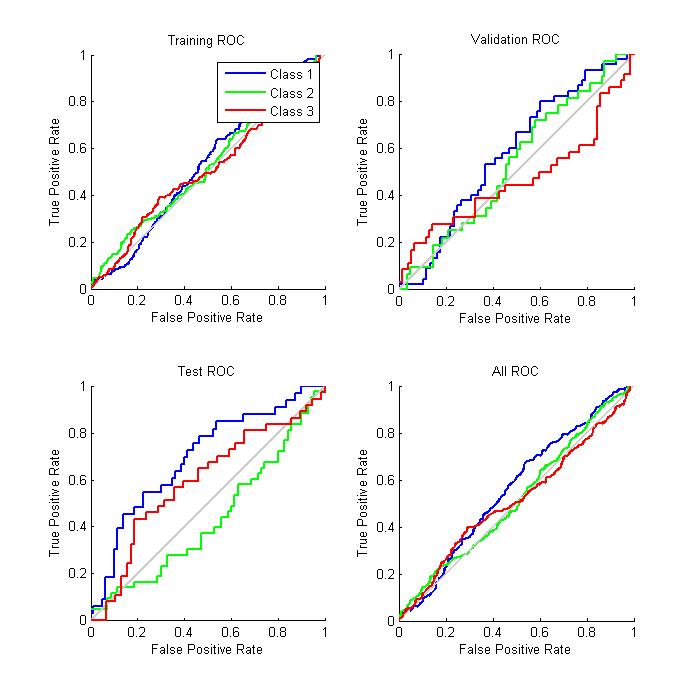 Training ROC
True Positive Rate
1
0.8
0.6
0.4
0.2
0
Class 1
Class 2
Class 3
0 0.2 0.4 0.6 0.8 1
False Positive Rate
Validation ROC
True Positive Rate
1
0.8
0.6
0.4
0.2
0
0 0.2 0.4 0.6 0.8 1
False Positive Rate
Test ROC
True Positive Rate
1
0.8
0.6
0.4
0.2
0
0 0.2 0.4 0.6 0.8 1
False Positive Rate
All ROC
True Positive Rate
1
0.8
0.6
0.4
0.2
0
0 0.2 0.4 0.6 0.8 1
False Positive Rate